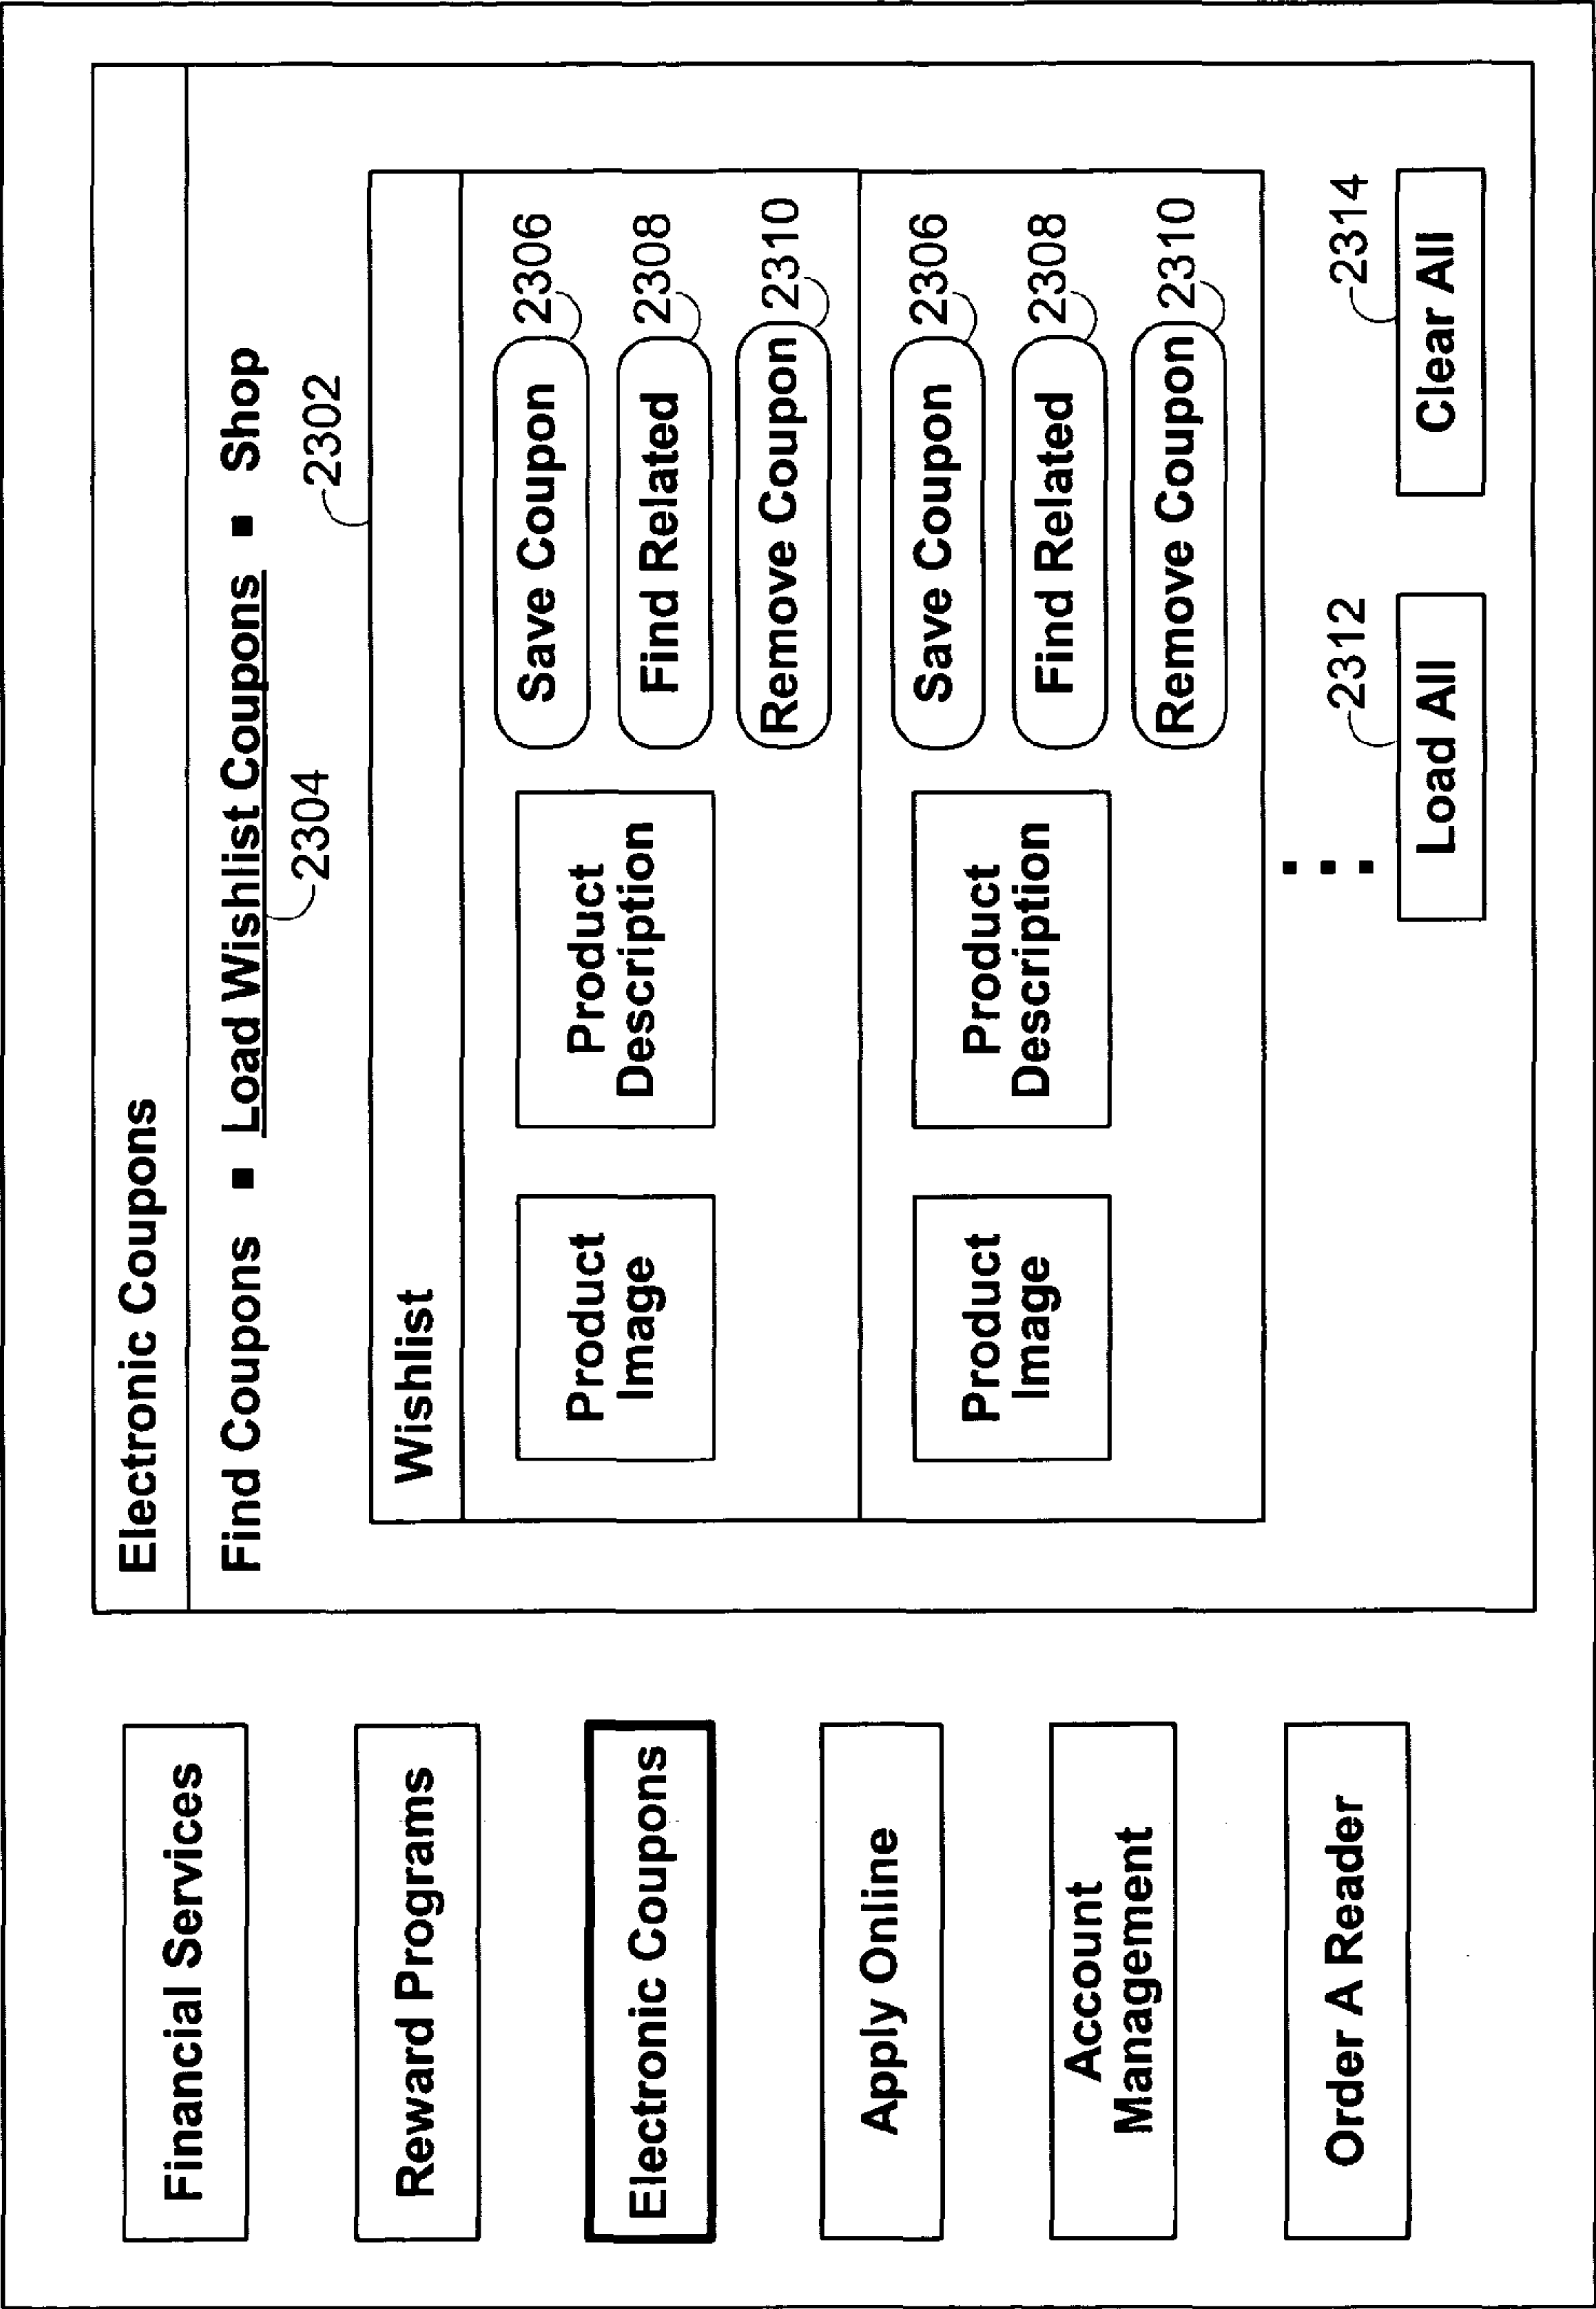 Financial Services
Reward Programs
Electronic Coupons
Apply Online
Account
Management
Order A Reader
Electronic Coupons
Find Coupons ▪ Load Wishlist Coupons ▪ Shop
2304
2302
Wishlist
Product
Image
Product
Description
Save Coupon 2306
Find Related 2308
Remove Coupon 2310
Product
Image
Product
Description
Save Coupon 2306
Find Related 2308
Remove Coupon 2310
2312
2314
Load All
Clear All